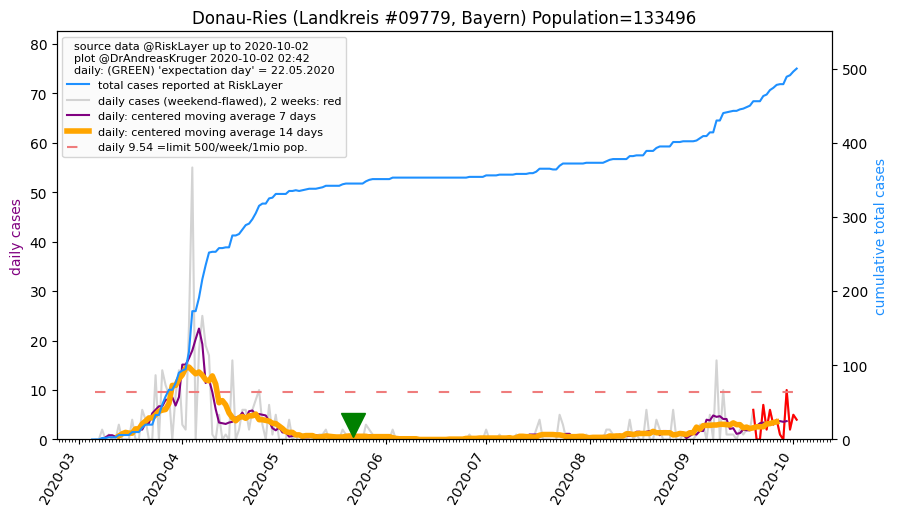 Donau-Ries (Landkreis #09779, Bayern) Population=133496
source data @RiskLayer up to 2020-10-02
plot @DrAndreasKruger 2020-10-02 02:42
daily: (GREEN) 'expectation day' = 22.05.2020
total cases reported at RiskLayer
daily cases (weekend-flawed), 2 weeks: red
daily: centered moving average 7 days
daily: centered moving average 14 days
daily 9.54 =limit 500/week/1mio pop.
daily cases
80
70
60
50
40
30
20
10
0
cumulative total cases
500
400
300
200
100
0
2020-03
2020-04
2020-05
2020-06
2020-07
2020-08
2020-09
2020-10